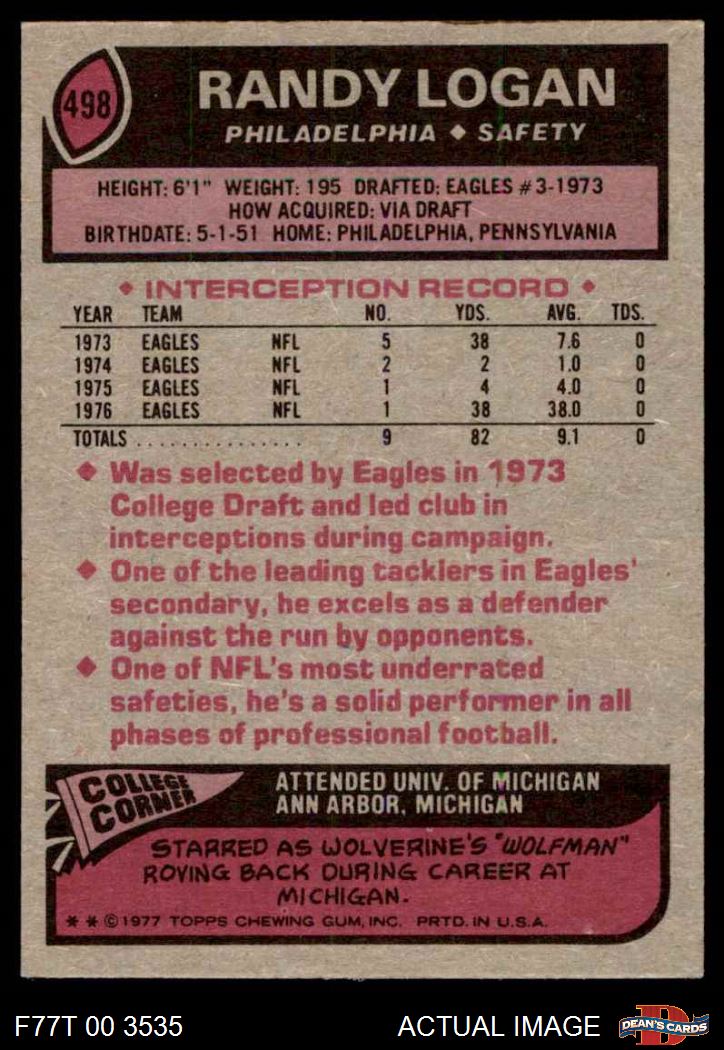 498
RANDY LOGAN
PHILADELPHIA ◆ SAFETY
HEIGHT: 6'1" WEIGHT: 195 DRAFTED: EAGLES #3-1973
HOW ACQUIRED: VIA DRAFT
BIRTHDATE: 5-1-51 HOME: PHILADELPHIA, PENNSYLVANIA
◆ INTERCEPTION RECORD ◆
YEAR TEAM NO. YDS. AVG. TDS.
1973 EAGLES NFL 5 38 7.6 0
1974 EAGLES NFL 2 2 1.0 0
1975 EAGLES NFL 1 4 4.0 0
1976 EAGLES NFL 1 38 38.0 0
TOTALS ............... 9 82 9.1 0
◆ Was selected by Eagles in 1973
College Draft and led club in
interceptions during campaign.
◆ One of the leading tacklers in Eagles'
secondary, he excels as a defender
against the run by opponents.
◆ One of NFL's most underrated
safeties, he's a solid performer in all
phases of professional football.
COLLEGE
CORNER
ATTENDED UNIV. OF MICHIGAN
ANN ARBOR, MICHIGAN
STARRED AS WOLVERINE'S "WOLFMAN"
ROVING BACK DURING CAREER AT
MICHIGAN.
* * © 1977 TOPPS CHEWING GUM, INC. PRTD. IN U.S.A.
F77T 00 3535
ACTUAL IMAGE
D
DEAN'S CARDS